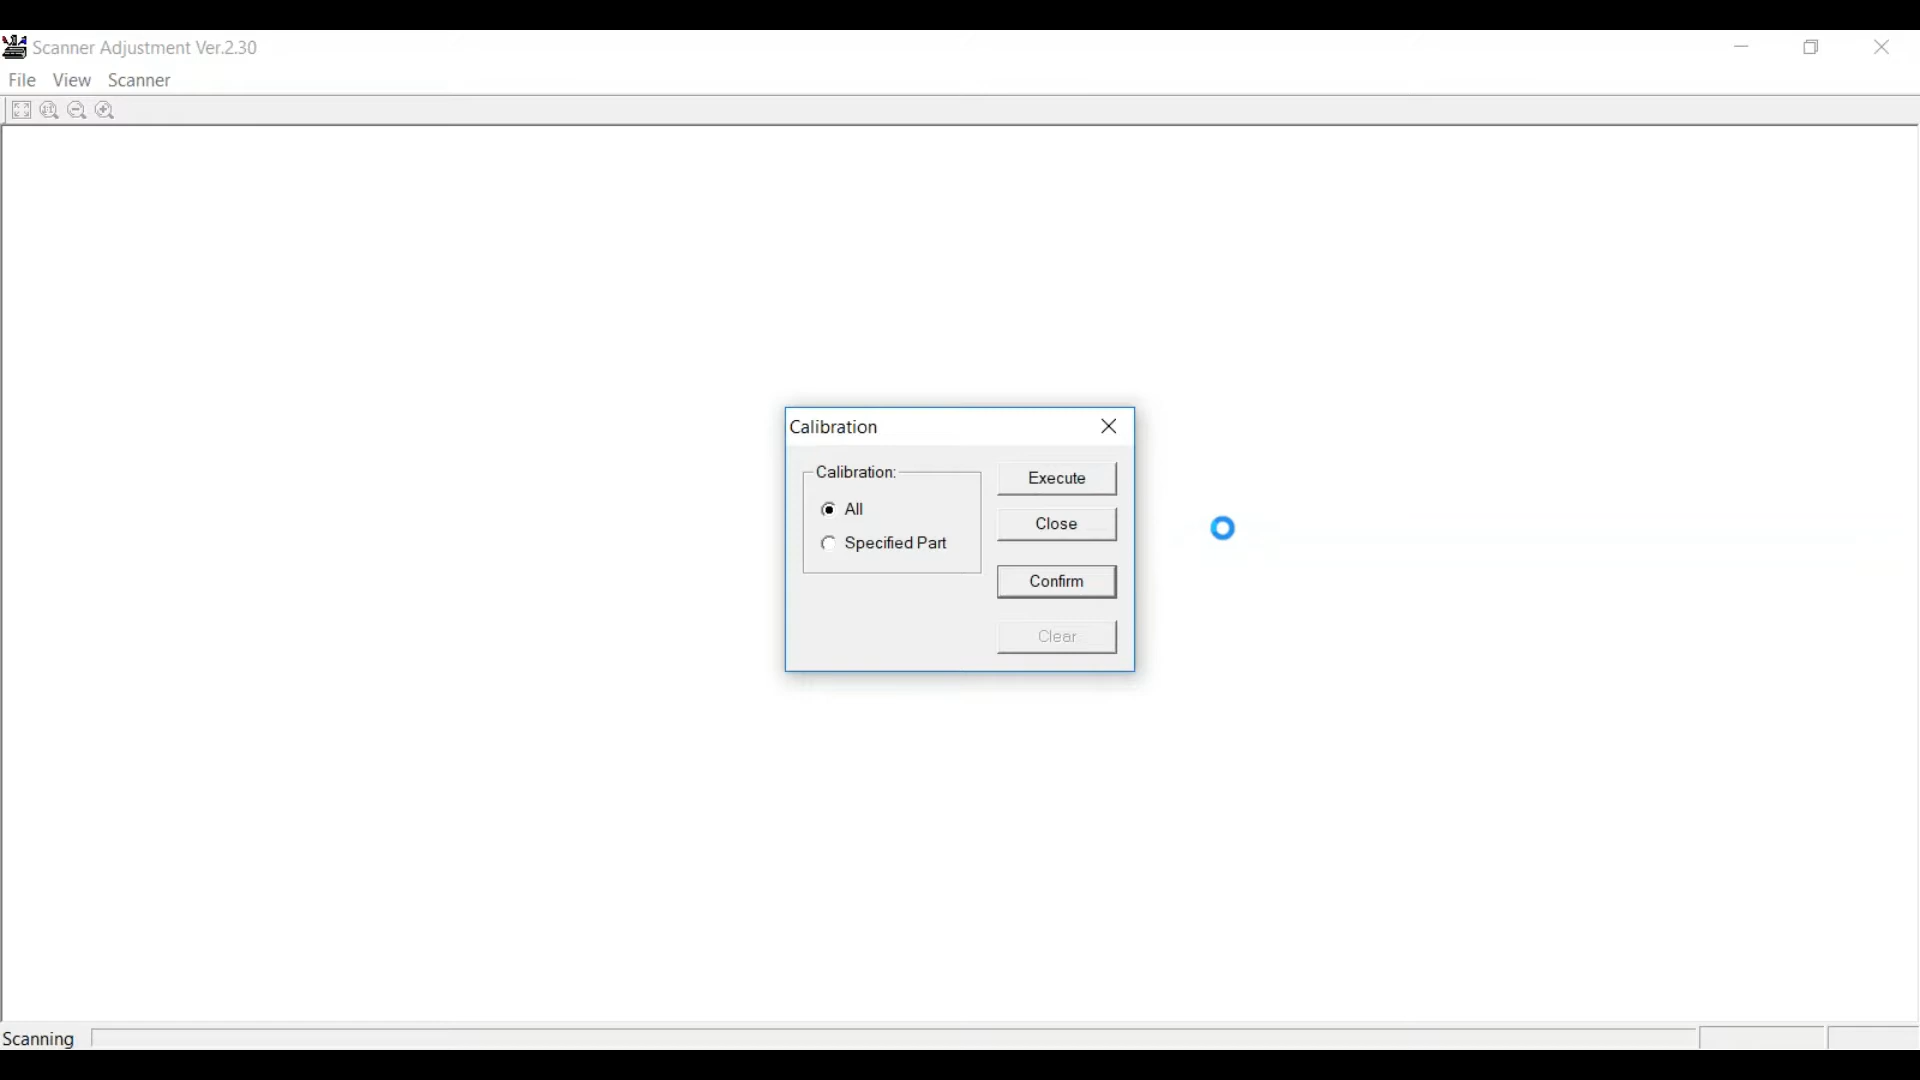 Scanner Adjustment Ver.2.30
File View Scanner
Calibration
Calibration:
All
Specified Part
Execute
Close
Confirm
Clear
Scanning